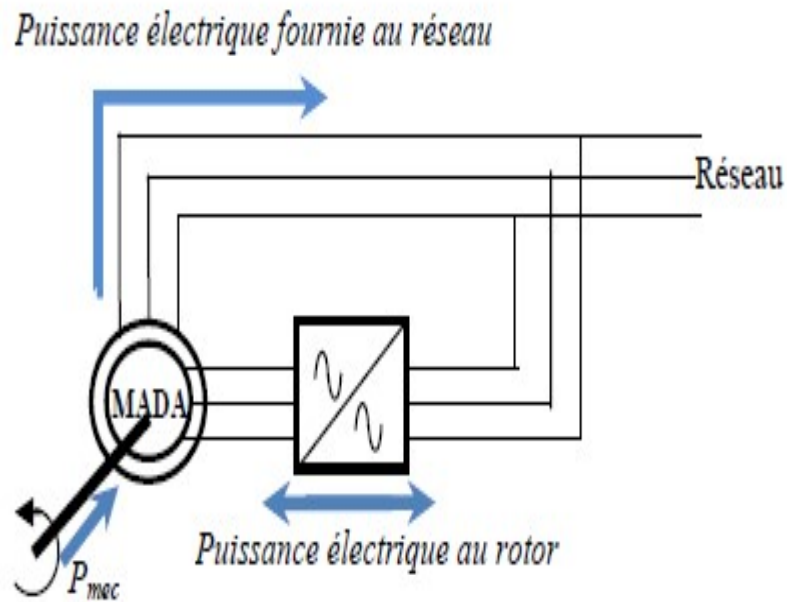 Puissance électrique fournie au réseau
Réseau
MADA
Puissance électrique au rotor
Pmec